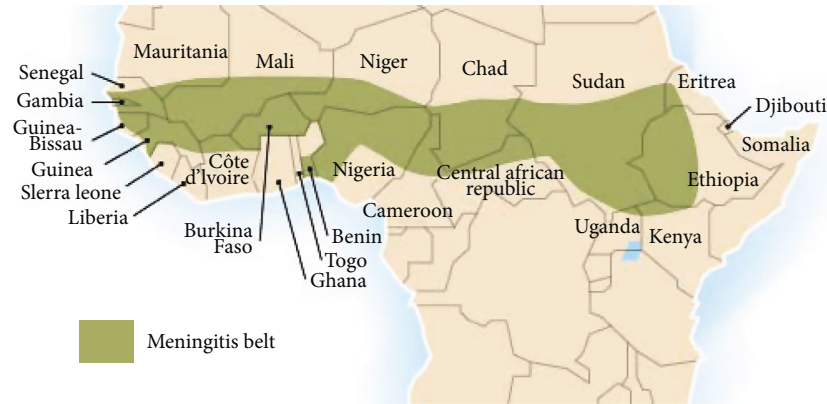 Mauritania
Mali
Niger
Chad
Sudan
Eritrea
Djibouti
Somalia
Ethiopia
Senegal
Gambia
Guinea-
Bissau
Guinea
Slerra leone
Liberia
Côte
d'Ivoire
Burkina
Faso
Ghana
Togo
Benin
Nigeria
Cameroon
Central african
republic
Uganda
Kenya
Meningitis belt